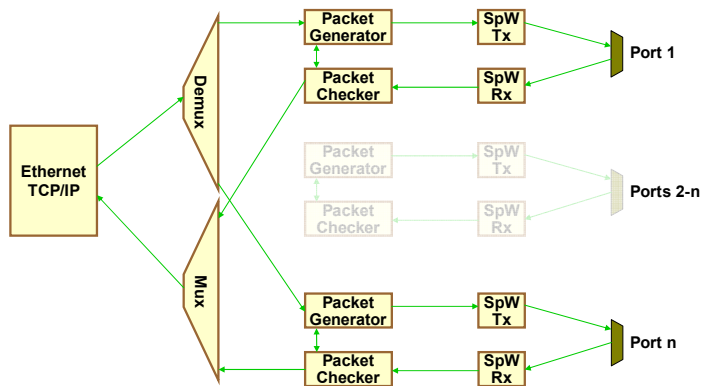 Packet
Generator
SpW
Tx
Port 1
Demux
Packet
Checker
SpW
Rx
Ethernet
TCP/IP
Packet
Generator
SpW
Tx
Ports 2-n
Packet
Checker
SpW
Rx
Mux
Packet
Generator
SpW
Tx
Port n
Packet
Checker
SpW
Rx